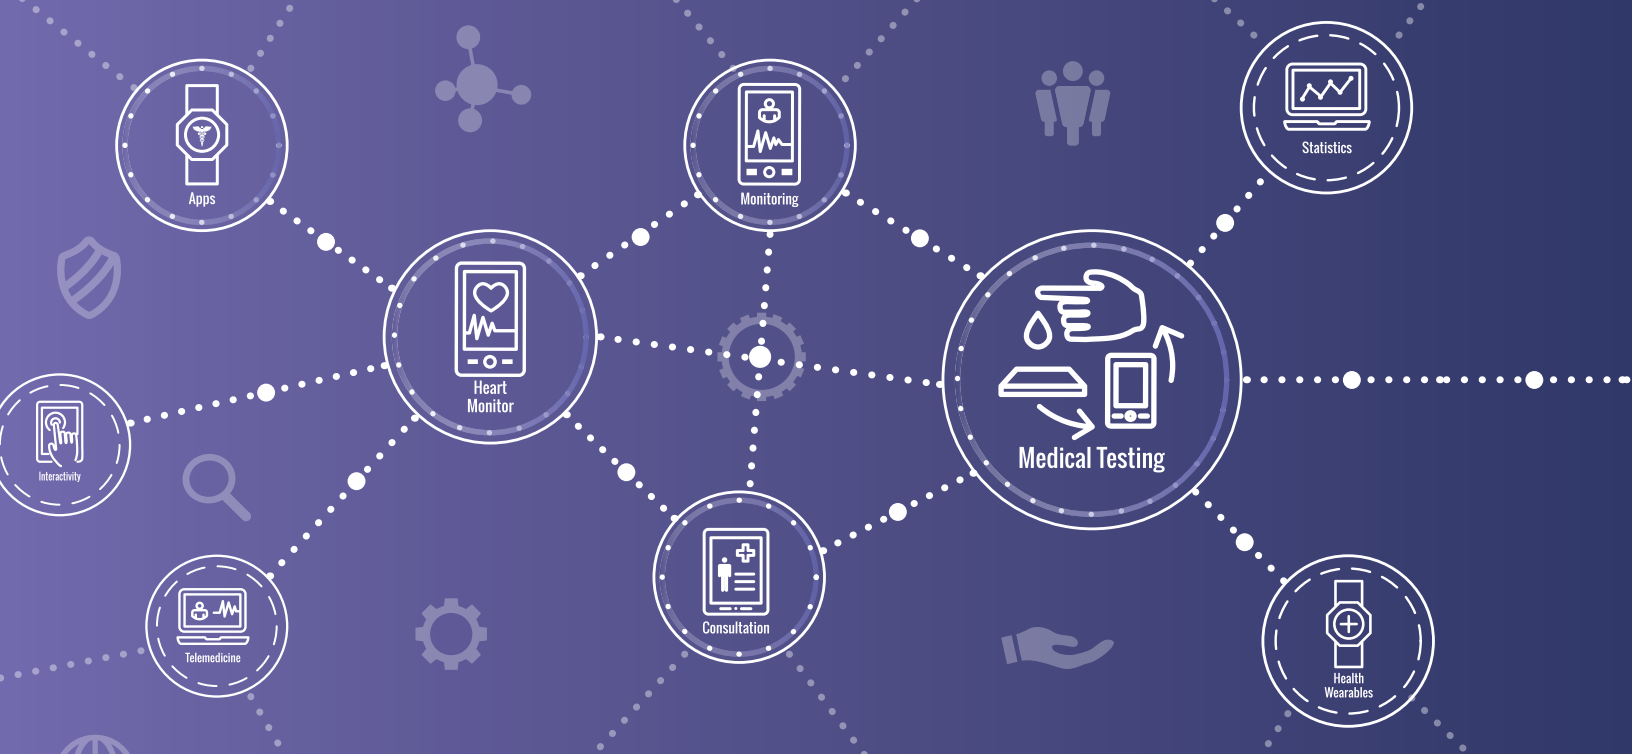 Statistics
Apps
Monitoring
Heart
Monitor
Medical Testing
Interactivity
Consultation
Telemedicine
Health
Wearables